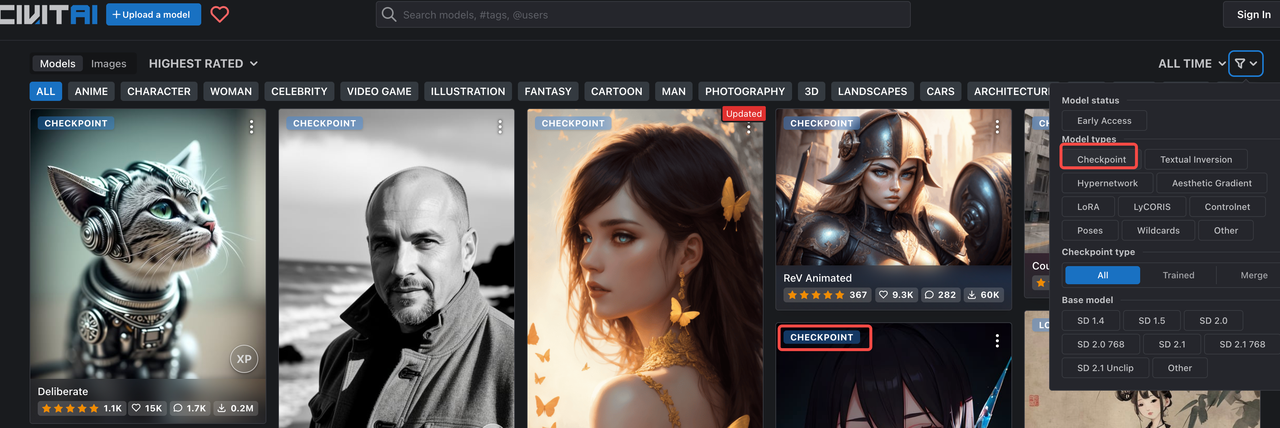 CIVITAI
+ Upload a model
Search models, #tags, @users
Sign In
Models Images HIGHEST RATED
ALL TIME
ALL ANIME CHARACTER WOMAN CELEBRITY VIDEO GAME ILLUSTRATION FANTASY CARTOON MAN PHOTOGRAPHY 3D LANDSCAPES CARS
CHECKPOINT
XP
Deliberate
1.1K 15K 1.7K 0.2M
CHECKPOINT
CHECKPOINT
Updated
CHECKPOINT
ReV Animated
367 9.3K 282 60K
CHECKPOINT
Model status
Early Access
Model types
Checkpoint Textual Inversion
Hypernetwork Aesthetic Gradient
LoRA LyCORIS Controlnet
Poses Wildcards Other
Checkpoint type
All Trained Merge
Base model
SD 1.4 SD 1.5 SD 2.0
SD 2.0 768 SD 2.1 SD 2.1 768
SD 2.1 Unclip Other